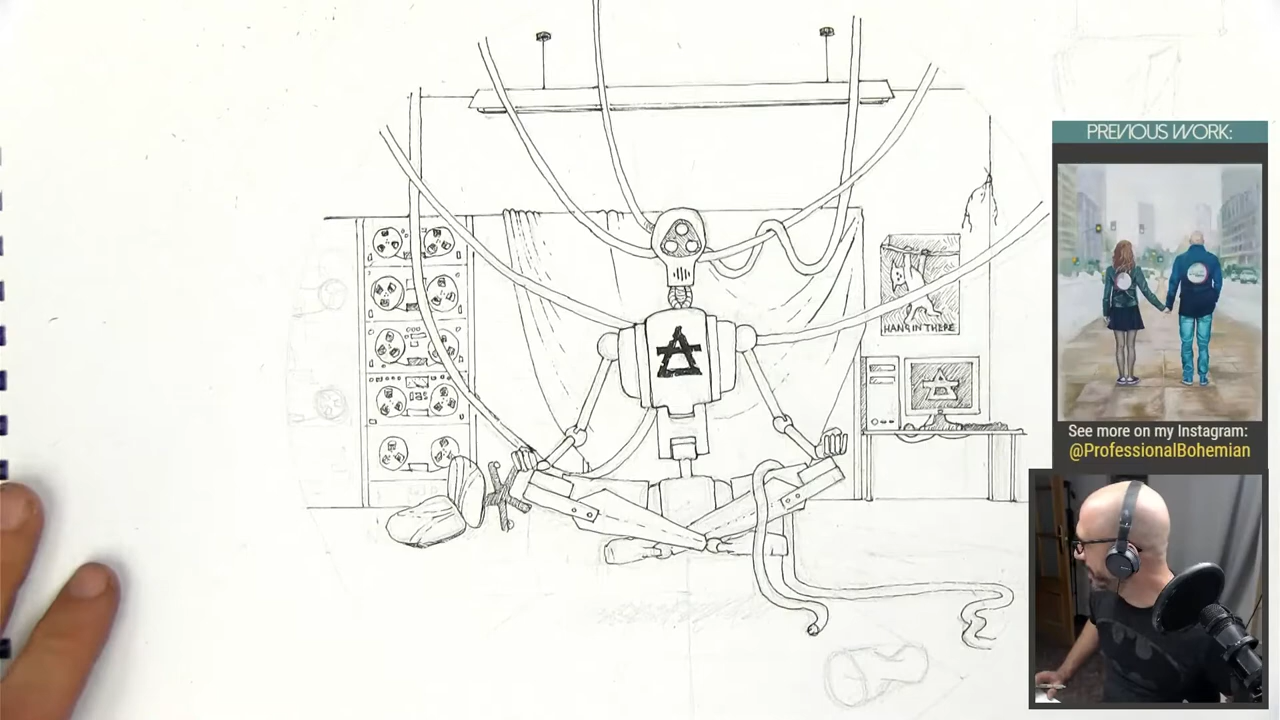 PREVIOUS WORK:
HANG IN THERE
See more on my Instagram:
@ProfessionalBohemian